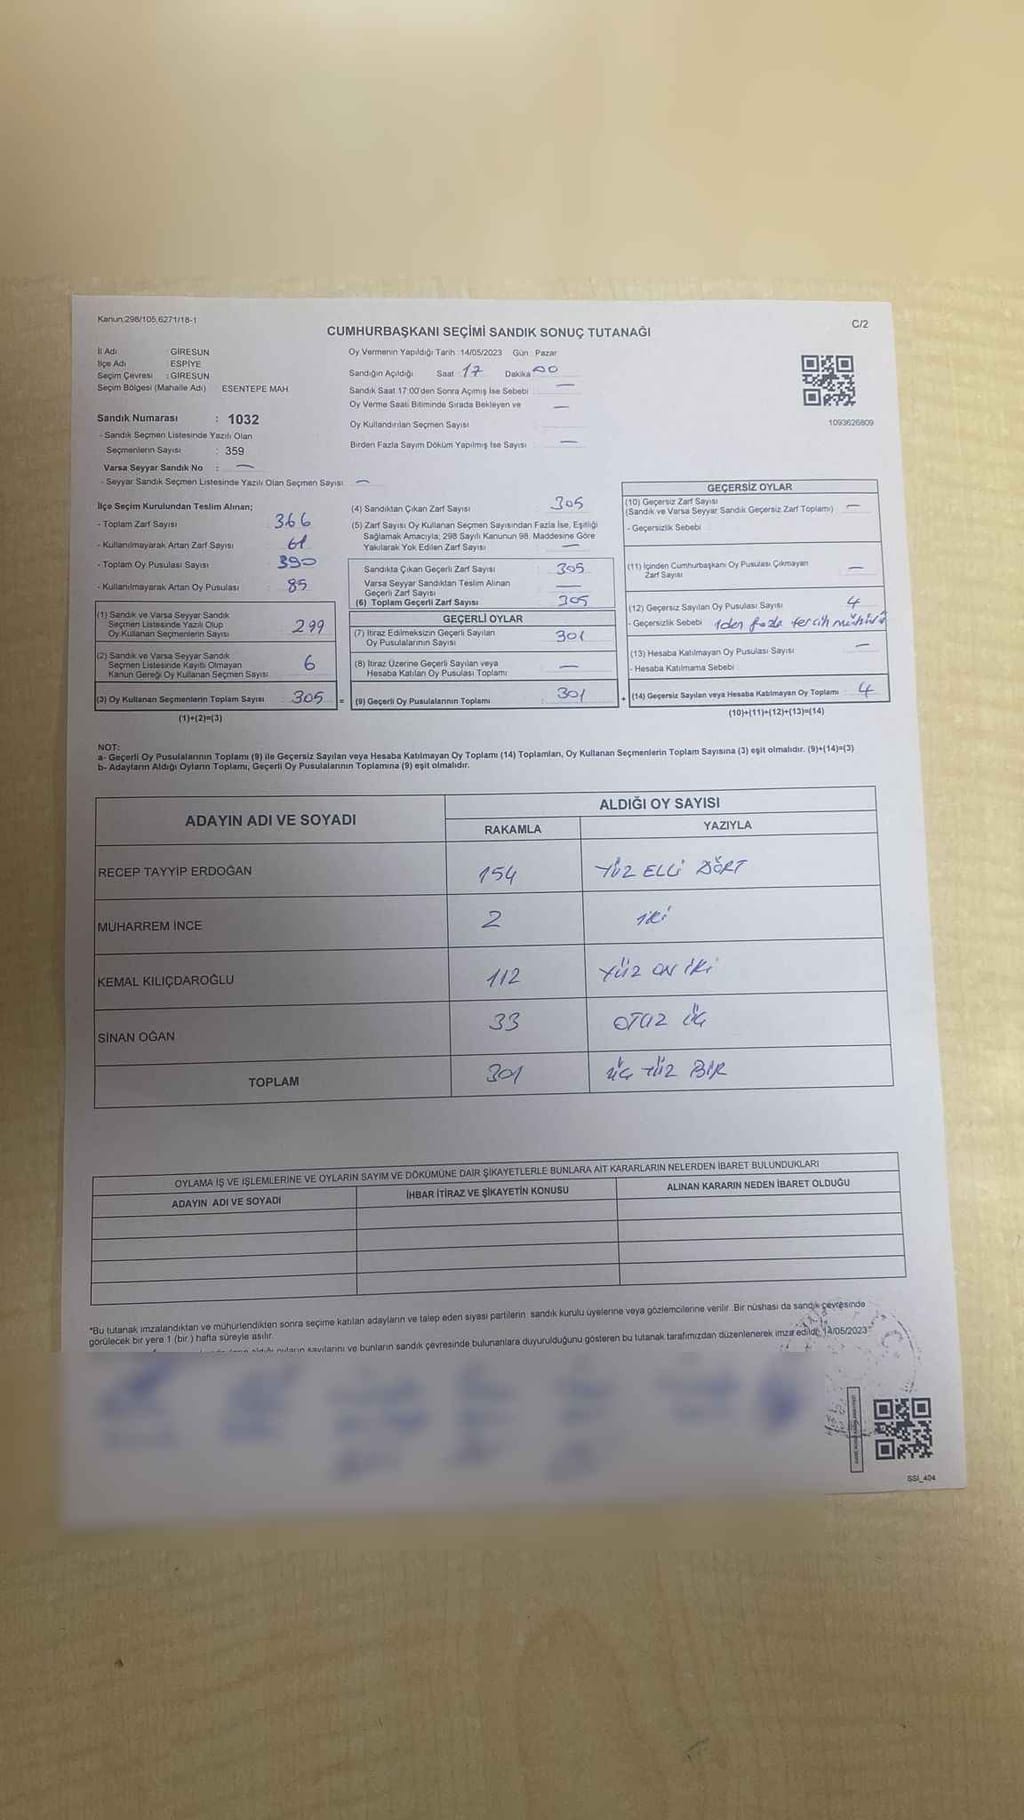 Kanun:298/105,6271/18-1
C/2
CUMHURBAŞKANI SEÇİMİ SANDIK SONUÇ TUTANAĞI
İl Adı : GİRESUN
İlçe Adı : ESPİYE
Seçim Çevresi : GİRESUN
Seçim Bölgesi (Mahalle Adı) ESENTEPE MAH
Sandık Numarası : 1032
- Sandık Seçmen Listesinde Yazılı Olan
Seçmenlerin Sayısı : 359
Varsa Seyyar Sandık No : —
- Seyyar Sandık Seçmen Listesinde Yazılı Olan Seçmen Sayısı: —
Oy Vermenin Yapıldığı Tarih :14/05/2023 Gün : Pazar
Sandığın Açıldığı Saat : 17 Dakika 00
Sandık Saat 17:00'den Sonra Açmış İse Sebebi : —
Oy Verme Saati Bitiminde Sırada Bekleyen ve —
Oy Kullandırılan Seçmen Sayısı
Birden Fazla Sayım Döküm Yapılmış İse Sayısı —
1093626809
İlçe Seçim Kurulundan Teslim Alınan;
- Toplam Zarf Sayısı 366
- Kullanılmayarak Artan Zarf Sayısı : 61
- Toplam Oy Pusulası Sayısı : 390
- Kullanılmayarak Artan Oy Pusulası : 85
(1) Sandık ve Varsa Seyyar Sandık
Seçmen Listesinde Yazılı Olup
Oy Kullanan Seçmenlerin Sayısı : 299
(2) Sandık ve Varsa Seyyar Sandık
Seçmen Listesinde Kayıtlı Olmayan
Kanun Gereği Oy Kullanan Seçmen Sayısı: 6
(3) Oy Kullanan Seçmenlerin Toplam Sayısı : 305 =
(1)+(2)=(3)
(4) Sandıktan Çıkan Zarf Sayısı : 305
(5) Zarf Sayısı Oy Kullanan Seçmen Sayısından Fazla İse, Eşitliği
Sağlamak Amacıyla; 298 Sayılı Kanunun 98. Maddesine Göre
Yakılarak Yok Edilen Zarf Sayısı : —
Sandıkta Çıkan Geçerli Zarf Sayısı : 305
Varsa Seyyar Sandıktan Teslim Alınan
Geçerli Zarf Sayısı : —
(6) Toplam Geçerli Zarf Sayısı : 305
GEÇERLİ OYLAR
(7) İtiraz Edilmeksizin Geçerli Sayılan
Oy Pusulalarının Sayısı : 301
(8) İtiraz Üzerine Geçerli Sayılan veya
Hesaba Katılan Oy Pusulası Toplamı : —
(9) Geçerli Oy Pusulalarının Toplamı : 301 +
GEÇERSİZ OYLAR
(10) Geçersiz Zarf Sayısı
(Sandık ve Varsa Seyyar Sandık Geçersiz Zarf Toplamı) : —
- Geçersizlik Sebebi :
(11) İçinden Cumhurbaşkanı Oy Pusulası Çıkmayan
Zarf Sayısı : —
(12) Geçersiz Sayılan Oy Pusulası Sayısı : 4
- Geçersizlik Sebebi 1den fazla tercih mühürü
(13) Hesaba Katılmayan Oy Pusulası Sayısı : —
- Hesaba Katılmama Sebebi :
(14) Geçersiz Sayılan veya Hesaba Katılmayan Oy Toplamı : 4
(10)+(11)+(12)+(13)=(14)
NOT:
a- Geçerli Oy Pusulalarının Toplamı (9) ile Geçersiz Sayılan veya Hesaba Katılmayan Oy Toplamı (14) Toplamları, Oy Kullanan Seçmenlerin Toplam Sayısına (3) eşit olmalıdır. (9)+(14)=(3)
b- Adayların Aldığı Oyların Toplamı, Geçerli Oy Pusulalarının Toplamına (9) eşit olmalıdır.
ADAYIN ADI VE SOYADI
ALDIĞI OY SAYISI
RAKAMLA YAZIYLA
RECEP TAYYİP ERDOĞAN 154 YÜZ ELLİ DÖRT
MUHARREM İNCE 2 İKİ
KEMAL KILIÇDAROĞLU 112 YÜZ ON İKİ
SİNAN OĞAN 33 OTUZ ÜÇ
TOPLAM 301 ÜÇ YÜZ BİR
OYLAMA İŞ VE İŞLEMLERİNE VE OYLARIN SAYIM VE DÖKÜMÜNE DAİR ŞİKAYETLERLE BUNLARA AİT KARARLARIN NELERDEN İBARET BULUNDUKLARI
ADAYIN ADI VE SOYADI İHBAR İTİRAZ VE ŞİKAYETİN KONUSU ALINAN KARARIN NEDEN İBARET OLDUĞU
*Bu tutanak imzalandıktan ve mühürlendikten sonra seçime katılan adayların ve talep eden siyasi partilerin sandık kurulu üyelerine veya gözlemcilerine verilir. Bir nüshası da sandık çevresinde
görülecek bir yere 1 (bir ) hafta süreyle asılır.
sayılarını ve bunların sandık çevresinde bulunanlara duyurulduğunu gösteren bu tutanak tarafımızdan düzenlenerek imza edildi. 14/05/2023
SSI_404